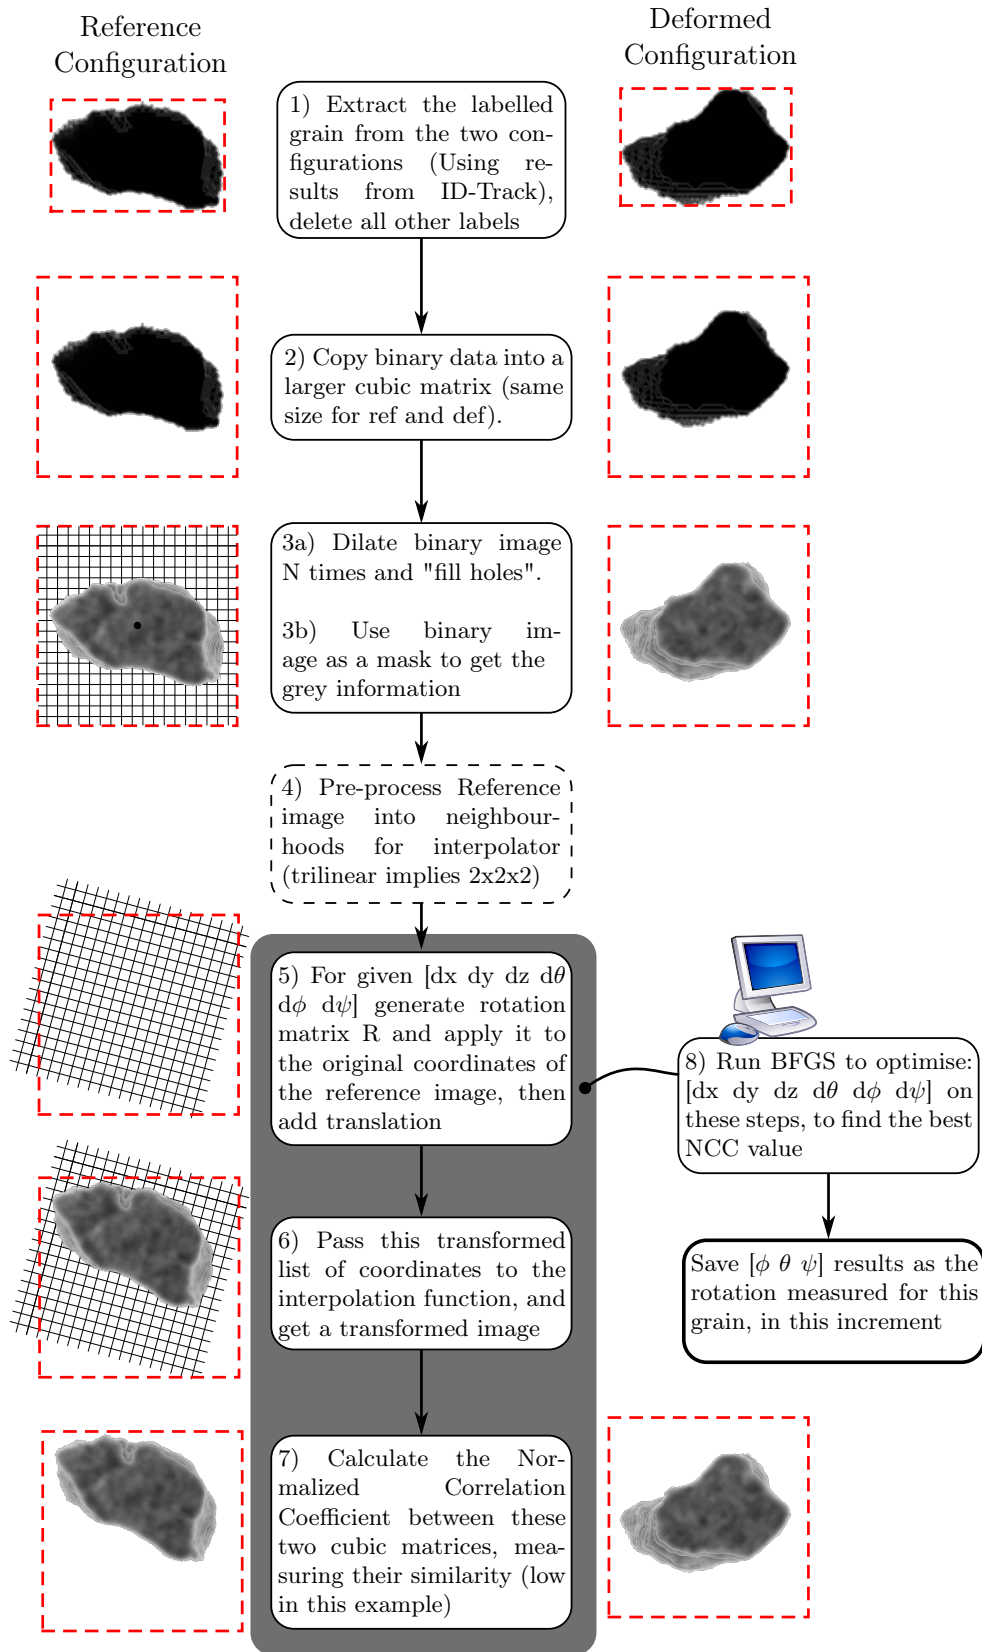 Reference
Configuration
Deformed
Configuration
1) Extract the labelled
grain from the two con-
figurations (Using re-
sults from ID-Track),
delete all other labels
2) Copy binary data into a
larger cubic matrix (same
size for ref and def).
3a) Dilate binary image
N times and "fill holes".
3b) Use binary im-
age as a mask to get the
grey information
4) Pre-process Reference
image into neighbour-
hoods for interpolator
(trilinear implies 2x2x2)
5) For given [dx dy dz dθ
dϕ dψ] generate rotation
matrix R and apply it to
the original coordinates of
the reference image, then
add translation
6) Pass this transformed
list of coordinates to the
interpolation function, and
get a transformed image
7) Calculate the Nor-
malized Correlation
Coefficient between these
two cubic matrices, mea-
suring their similarity (low
in this example)
8) Run BFGS to optimise:
[dx dy dz dθ dϕ dψ] on
these steps, to find the best
NCC value
Save [ϕ θ ψ] results as the
rotation measured for this
grain, in this increment